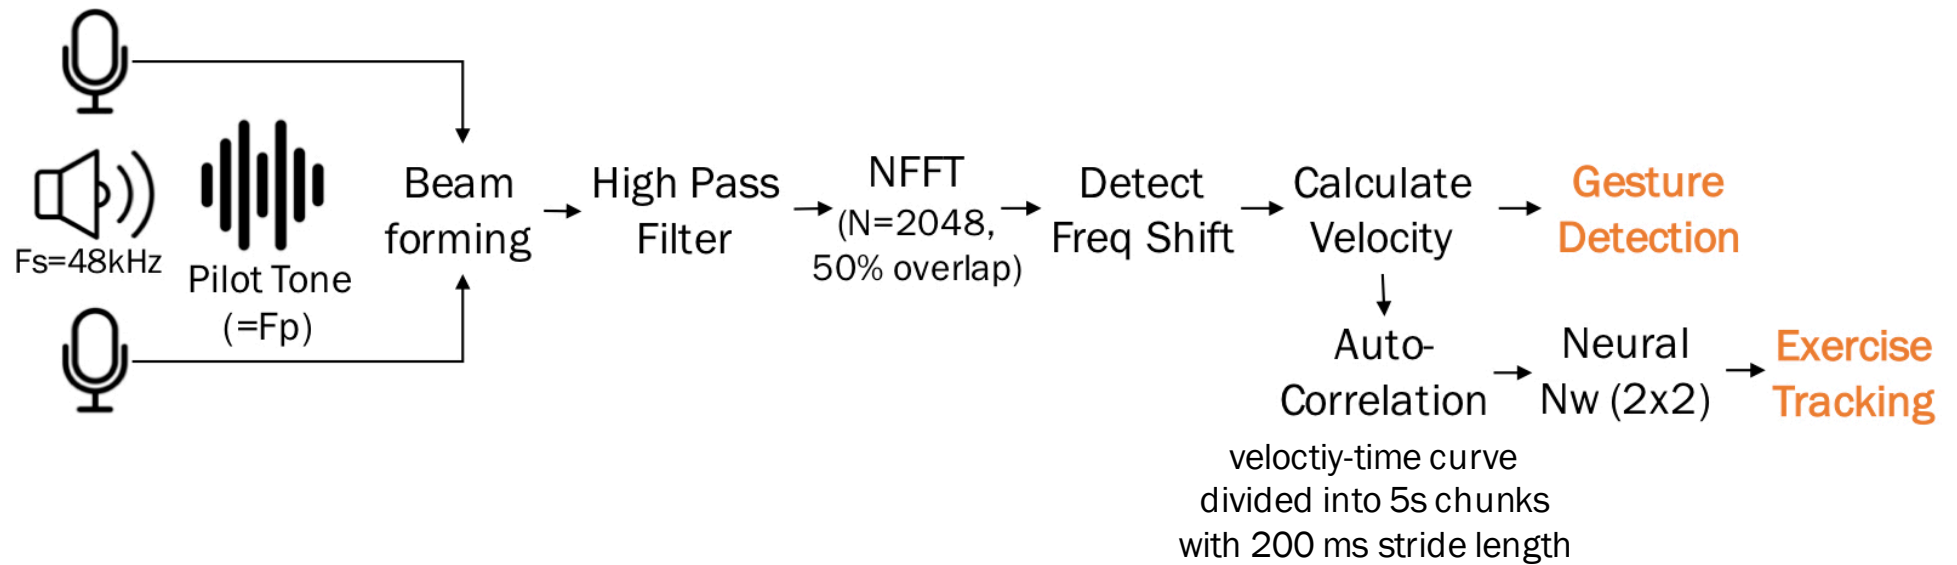 Fs=48kHz
Pilot Tone
(=Fp)
Beam
forming
High Pass
Filter
NFFT
(N=2048,
50% overlap)
Detect
Freq Shift
Calculate
Velocity
Gesture
Detection
Auto-
Correlation
veloctiy-time curve
divided into 5s chunks
with 200 ms stride length
Neural
Nw (2x2)
Exercise
Tracking